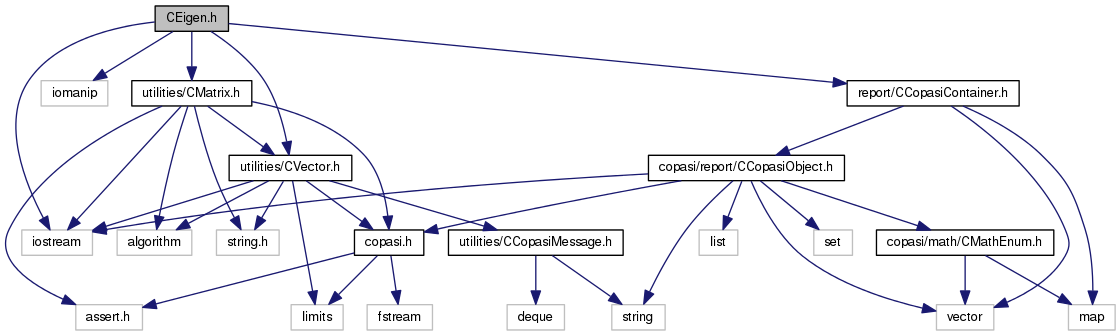 CEigen.h
iomanip
utilities/CMatrix.h
report/CCopasiContainer.h
utilities/CVector.h
copasi/report/CCopasiObject.h
iostream
algorithm
string.h
copasi.h
utilities/CCopasiMessage.h
list
set
copasi/math/CMathEnum.h
assert.h
limits
fstream
deque
string
vector
map